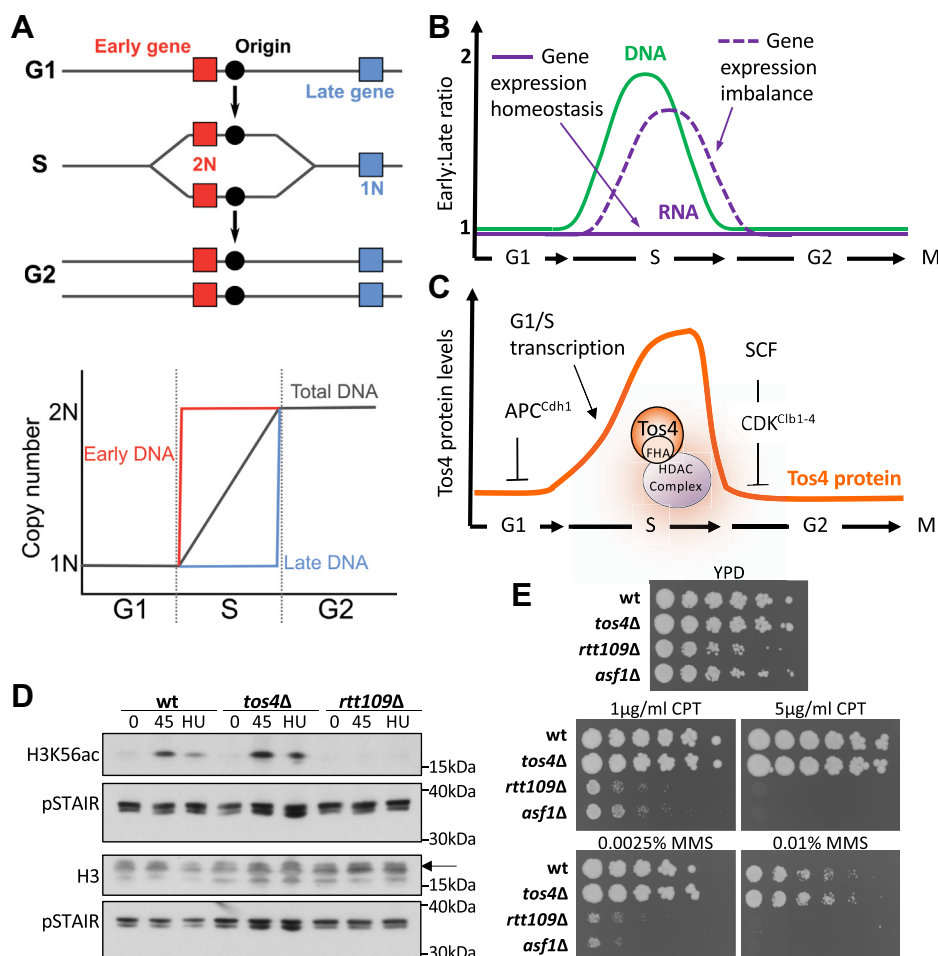 A
Early gene
Origin
G1
Late gene
S
2N
1N
G2
2N
Total DNA
Early DNA
Copy number
1N
Late DNA
G1 S G2
B
2
DNA
Gene
expression
homeostasis
Gene
expression
imbalance
Early:Late ratio
RNA
1
G1 S G2 M
C
Tos4 protein levels
G1/S
transcription
SCF
APC^Cdh1
CDK^Clb1-4
Tos4
FHA
HDAC
Complex
Tos4 protein
G1 S G2 M
D
wt tos4Δ rtt109Δ
0 45 HU 0 45 HU 0 45 HU
H3K56ac
15kDa
40kDa
pSTAIR
30kDa
H3
15kDa
40kDa
pSTAIR
30kDa
E
YPD
wt
tos4Δ
rtt109Δ
asf1Δ
1μg/ml CPT 5μg/ml CPT
wt
tos4Δ
rtt109Δ
asf1Δ
0.0025% MMS 0.01% MMS
wt
tos4Δ
rtt109Δ
asf1Δ